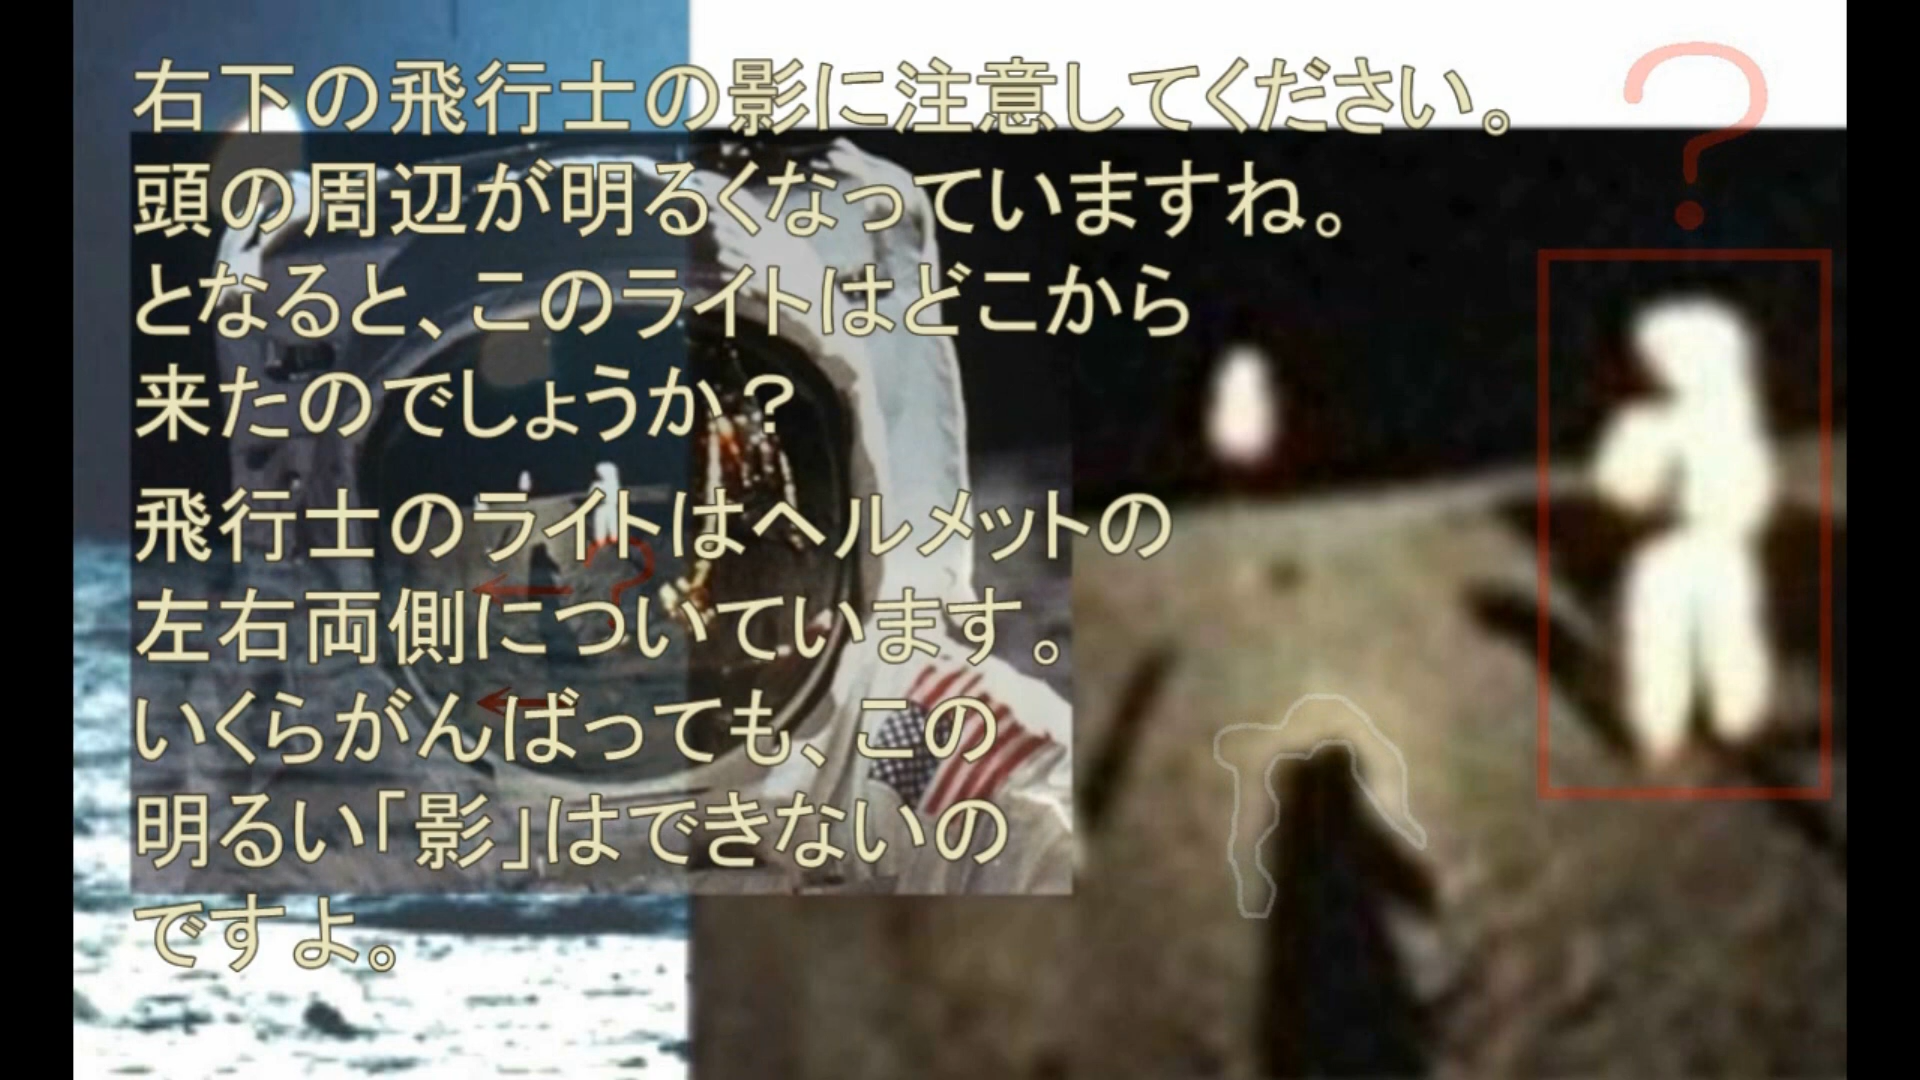 右下の飛行士の影に注意してください。
頭の周辺が明るくなっていますね。
となると、このライトはどこから
来たのでしょうか？
飛行士のライトはヘルメットの
左右両側についています。
いくらがんばっても、この
明るい「影」はできないの
ですよ。
?
?